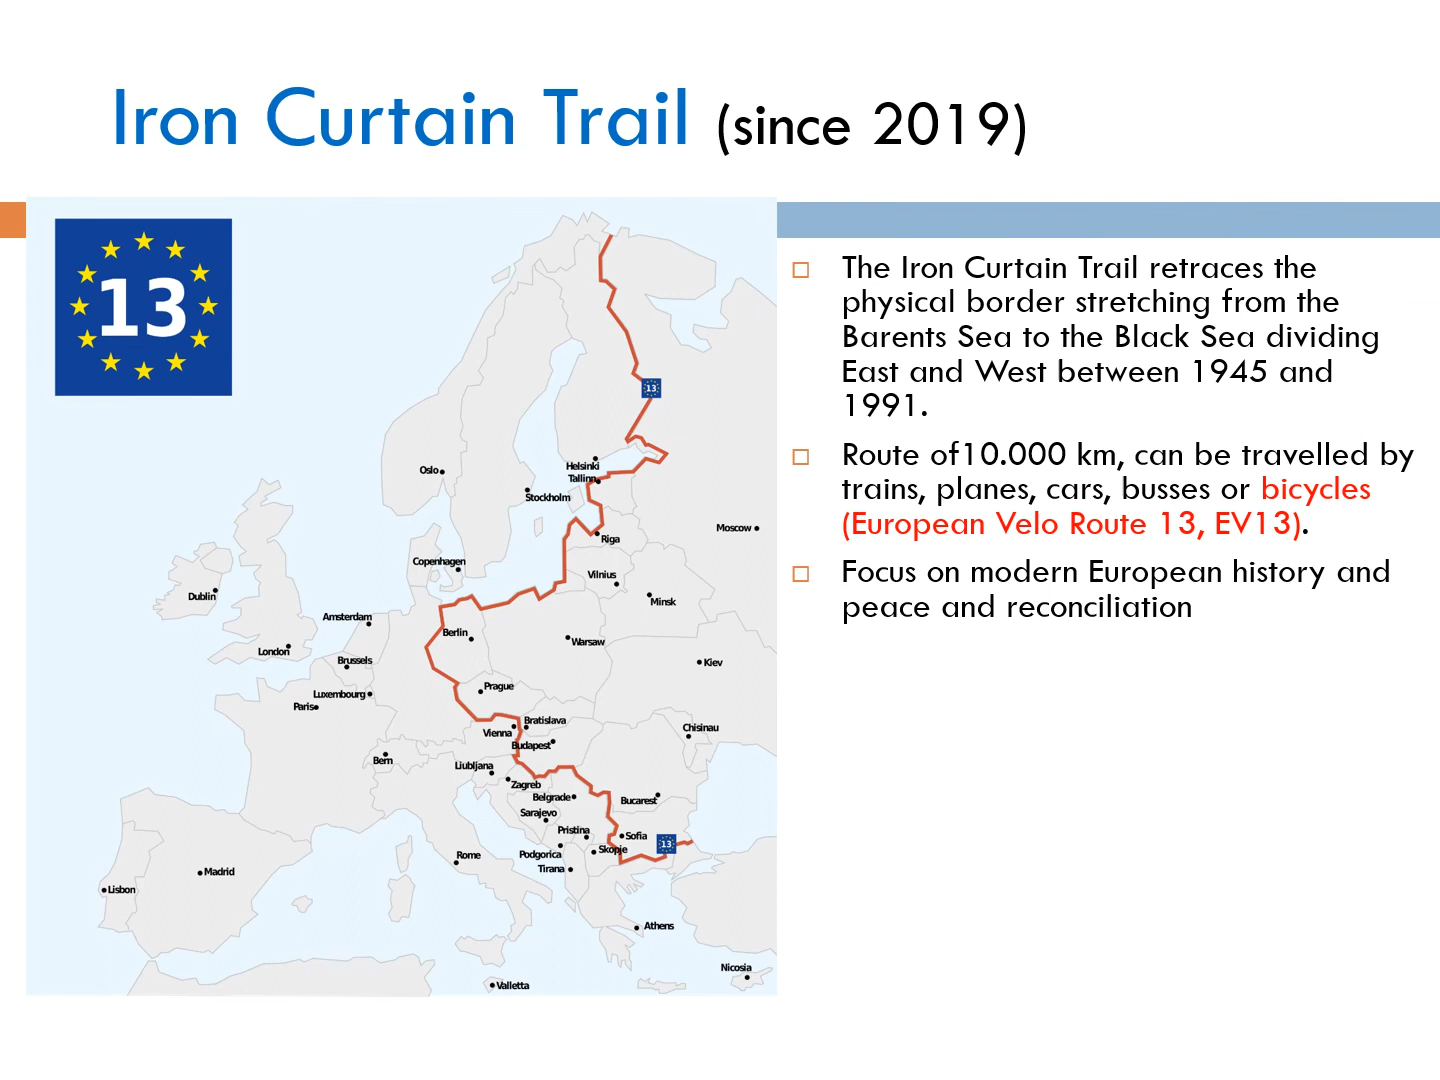 Iron Curtain Trail (since 2019)
13
The Iron Curtain Trail retraces the
physical border stretching from the
Barents Sea to the Black Sea dividing
East and West between 1945 and
1991.
Route of10.000 km, can be travelled by
trains, planes, cars, busses or bicycles
(European Velo Route 13, EV13).
Focus on modern European history and
peace and reconciliation
13
Oslo
Helsinki
Tallinn
Stockholm
Moscow
Riga
Copenhagen
Vilnius
Dublin
Minsk
Amsterdam
Berlin
Warsaw
London
Brussels
Kiev
Luxembourg
Prague
Paris
Bratislava
Chisinau
Vienna
Budapest
Bern
Liubljana
Zagreb
Belgrade
Bucarest
Sarajevo
Pristina
Sofia
13
Skopje
Podgorica
Rome
Tirana
Madrid
Lisbon
Athens
Nicosia
Valletta